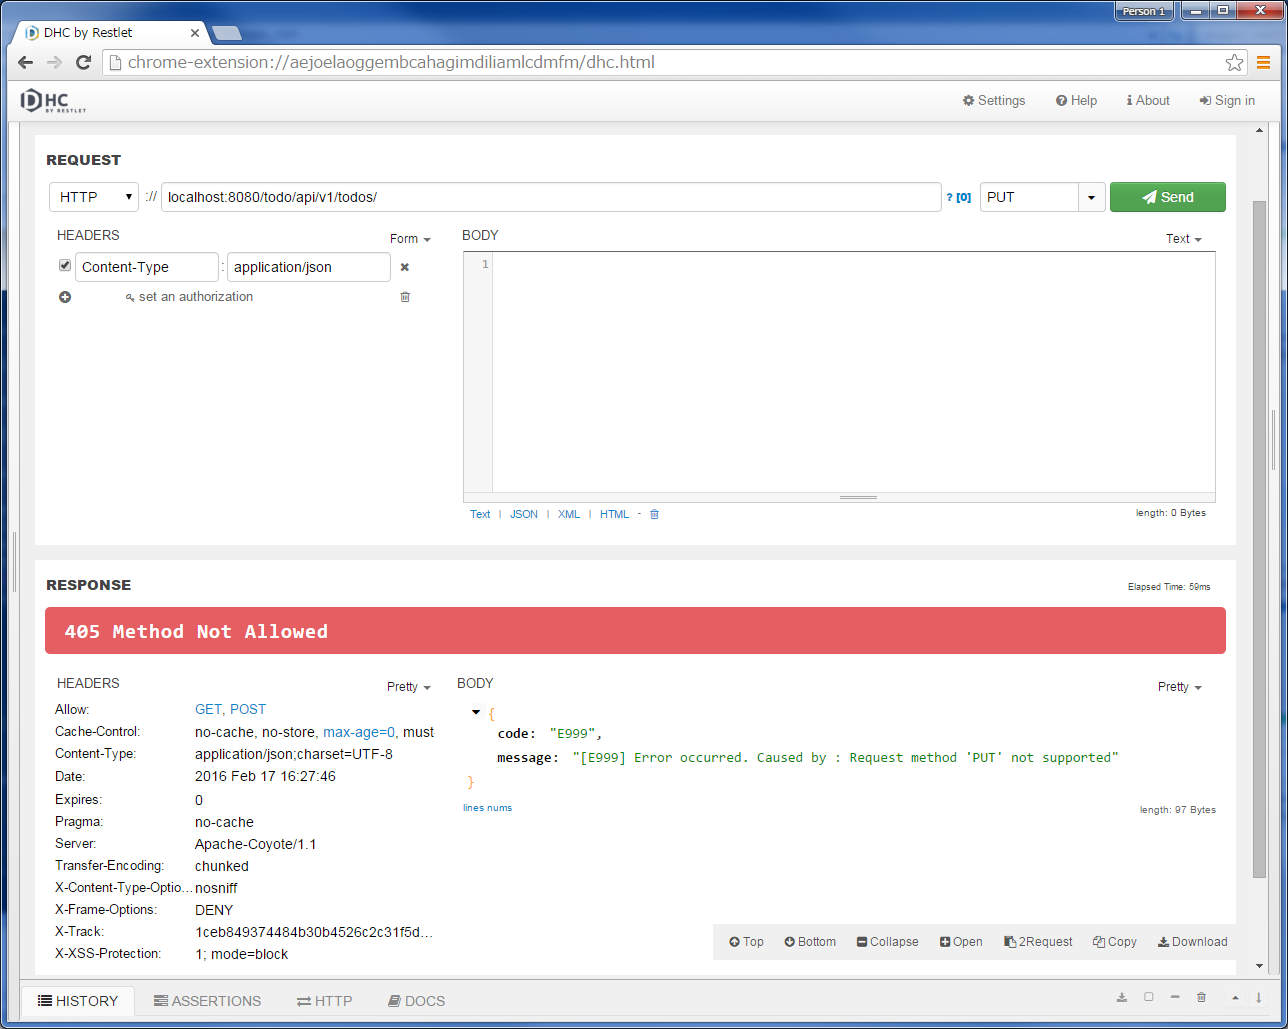 Person 1
DHC by Restlet
chrome-extension://aejoelaoggembcahagimdiliamlcdmfm/dhc.html
DHC
BY RESTLET
Settings
Help
About
Sign in
REQUEST
HTTP
://
localhost:8080/todo/api/v1/todos/
? [0]
PUT
Send
HEADERS
Form
Content-Type : application/json
set an authorization
BODY
Text
1
Text | JSON | XML | HTML -
length: 0 Bytes
RESPONSE
Elapsed Time: 59ms
405 Method Not Allowed
HEADERS
Pretty
Allow: GET, POST
Cache-Control: no-cache, no-store, max-age=0, must
Content-Type: application/json;charset=UTF-8
Date: 2016 Feb 17 16:27:46
Expires: 0
Pragma: no-cache
Server: Apache-Coyote/1.1
Transfer-Encoding: chunked
X-Content-Type-Optio... nosniff
X-Frame-Options: DENY
X-Track: 1ceb849374484b30b4526c2c31f5d...
X-XSS-Protection: 1; mode=block
BODY
Pretty
{
code: "E999",
message: "[E999] Error occurred. Caused by : Request method 'PUT' not supported"
}
lines nums
length: 97 Bytes
Top
Bottom
Collapse
Open
2Request
Copy
Download
HISTORY
ASSERTIONS
HTTP
DOCS